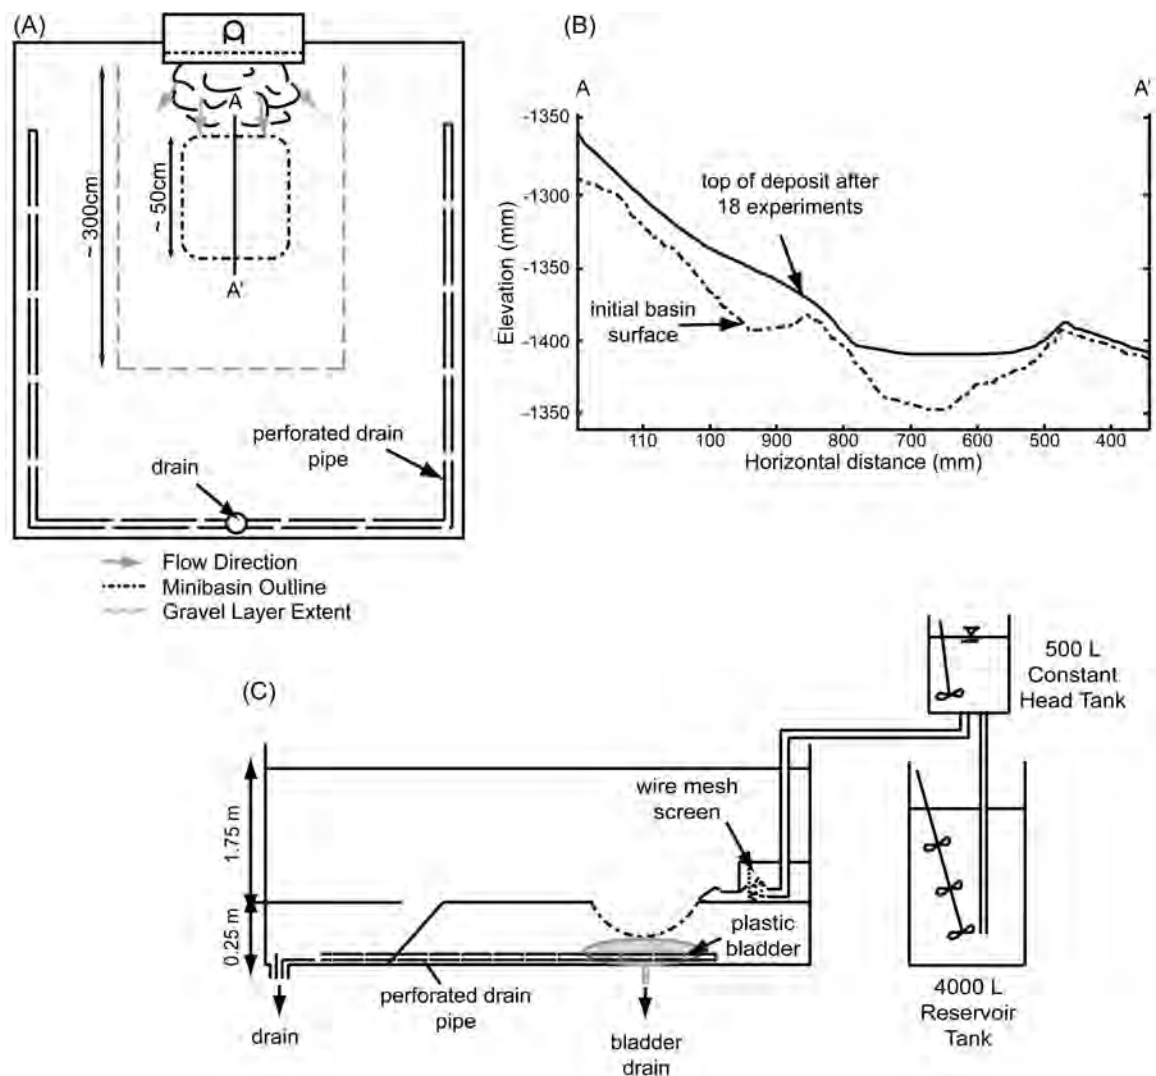 (A)
A
~ 300cm
~ 50cm
A'
perforated drain
pipe
drain
Flow Direction
Minibasin Outline
Gravel Layer Extent
(B)
A
A'
-1350
-1300
-1350
-1400
-1350
Elevation (mm)
top of deposit after
18 experiments
initial basin
surface
110
100
900
800
700
600
500
400
Horizontal distance (mm)
(C)
500 L
Constant
Head Tank
wire mesh
screen
1.75 m
0.25 m
plastic
bladder
perforated drain
pipe
drain
bladder
drain
4000 L
Reservoir
Tank